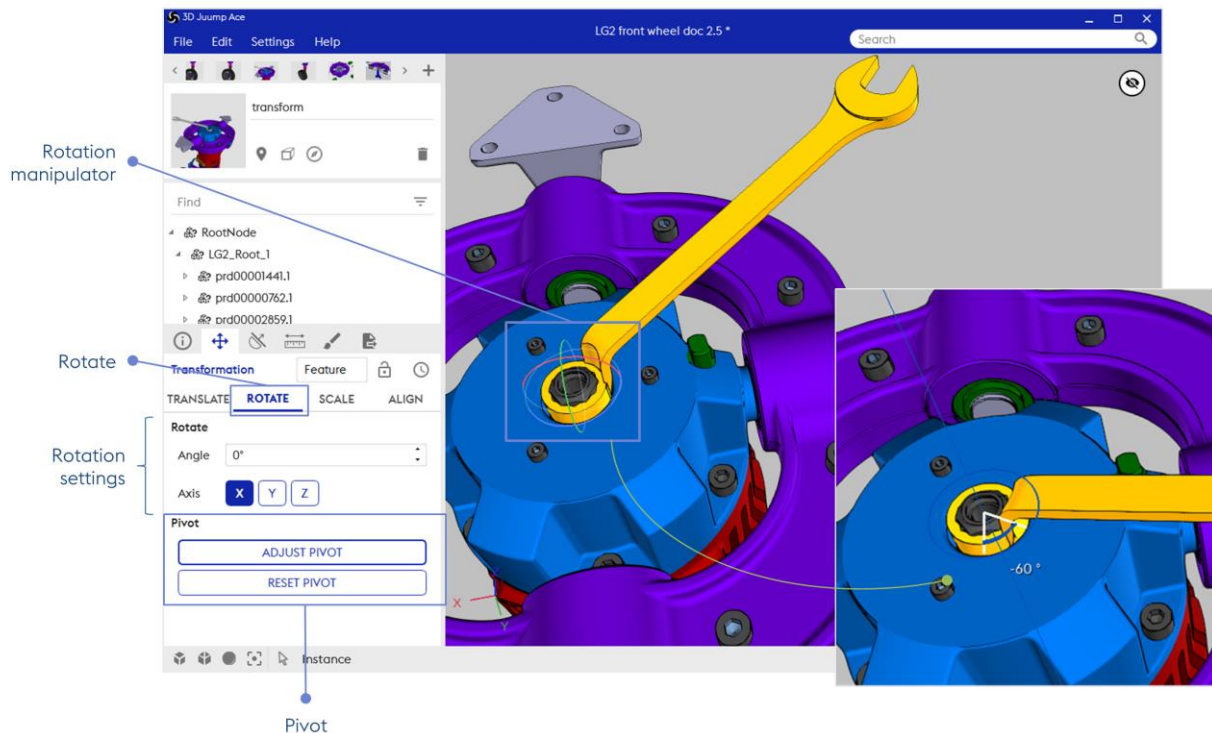 3D Juump Ace
LG2 front wheel doc 2.5 *
File Edit Settings Help
Search
transform
Rotation
manipulator
Find
RootNode
LG2_Root_1
prd00001441.1
prd00000762.1
prd00002859.1
Rotate
Transformation Feature
TRANSLATE ROTATE SCALE ALIGN
Rotate
Rotation
settings
Angle 0°
Axis X Y Z
Pivot
ADJUST PIVOT
RESET PIVOT
-60 °
X
Y
Instance
Pivot